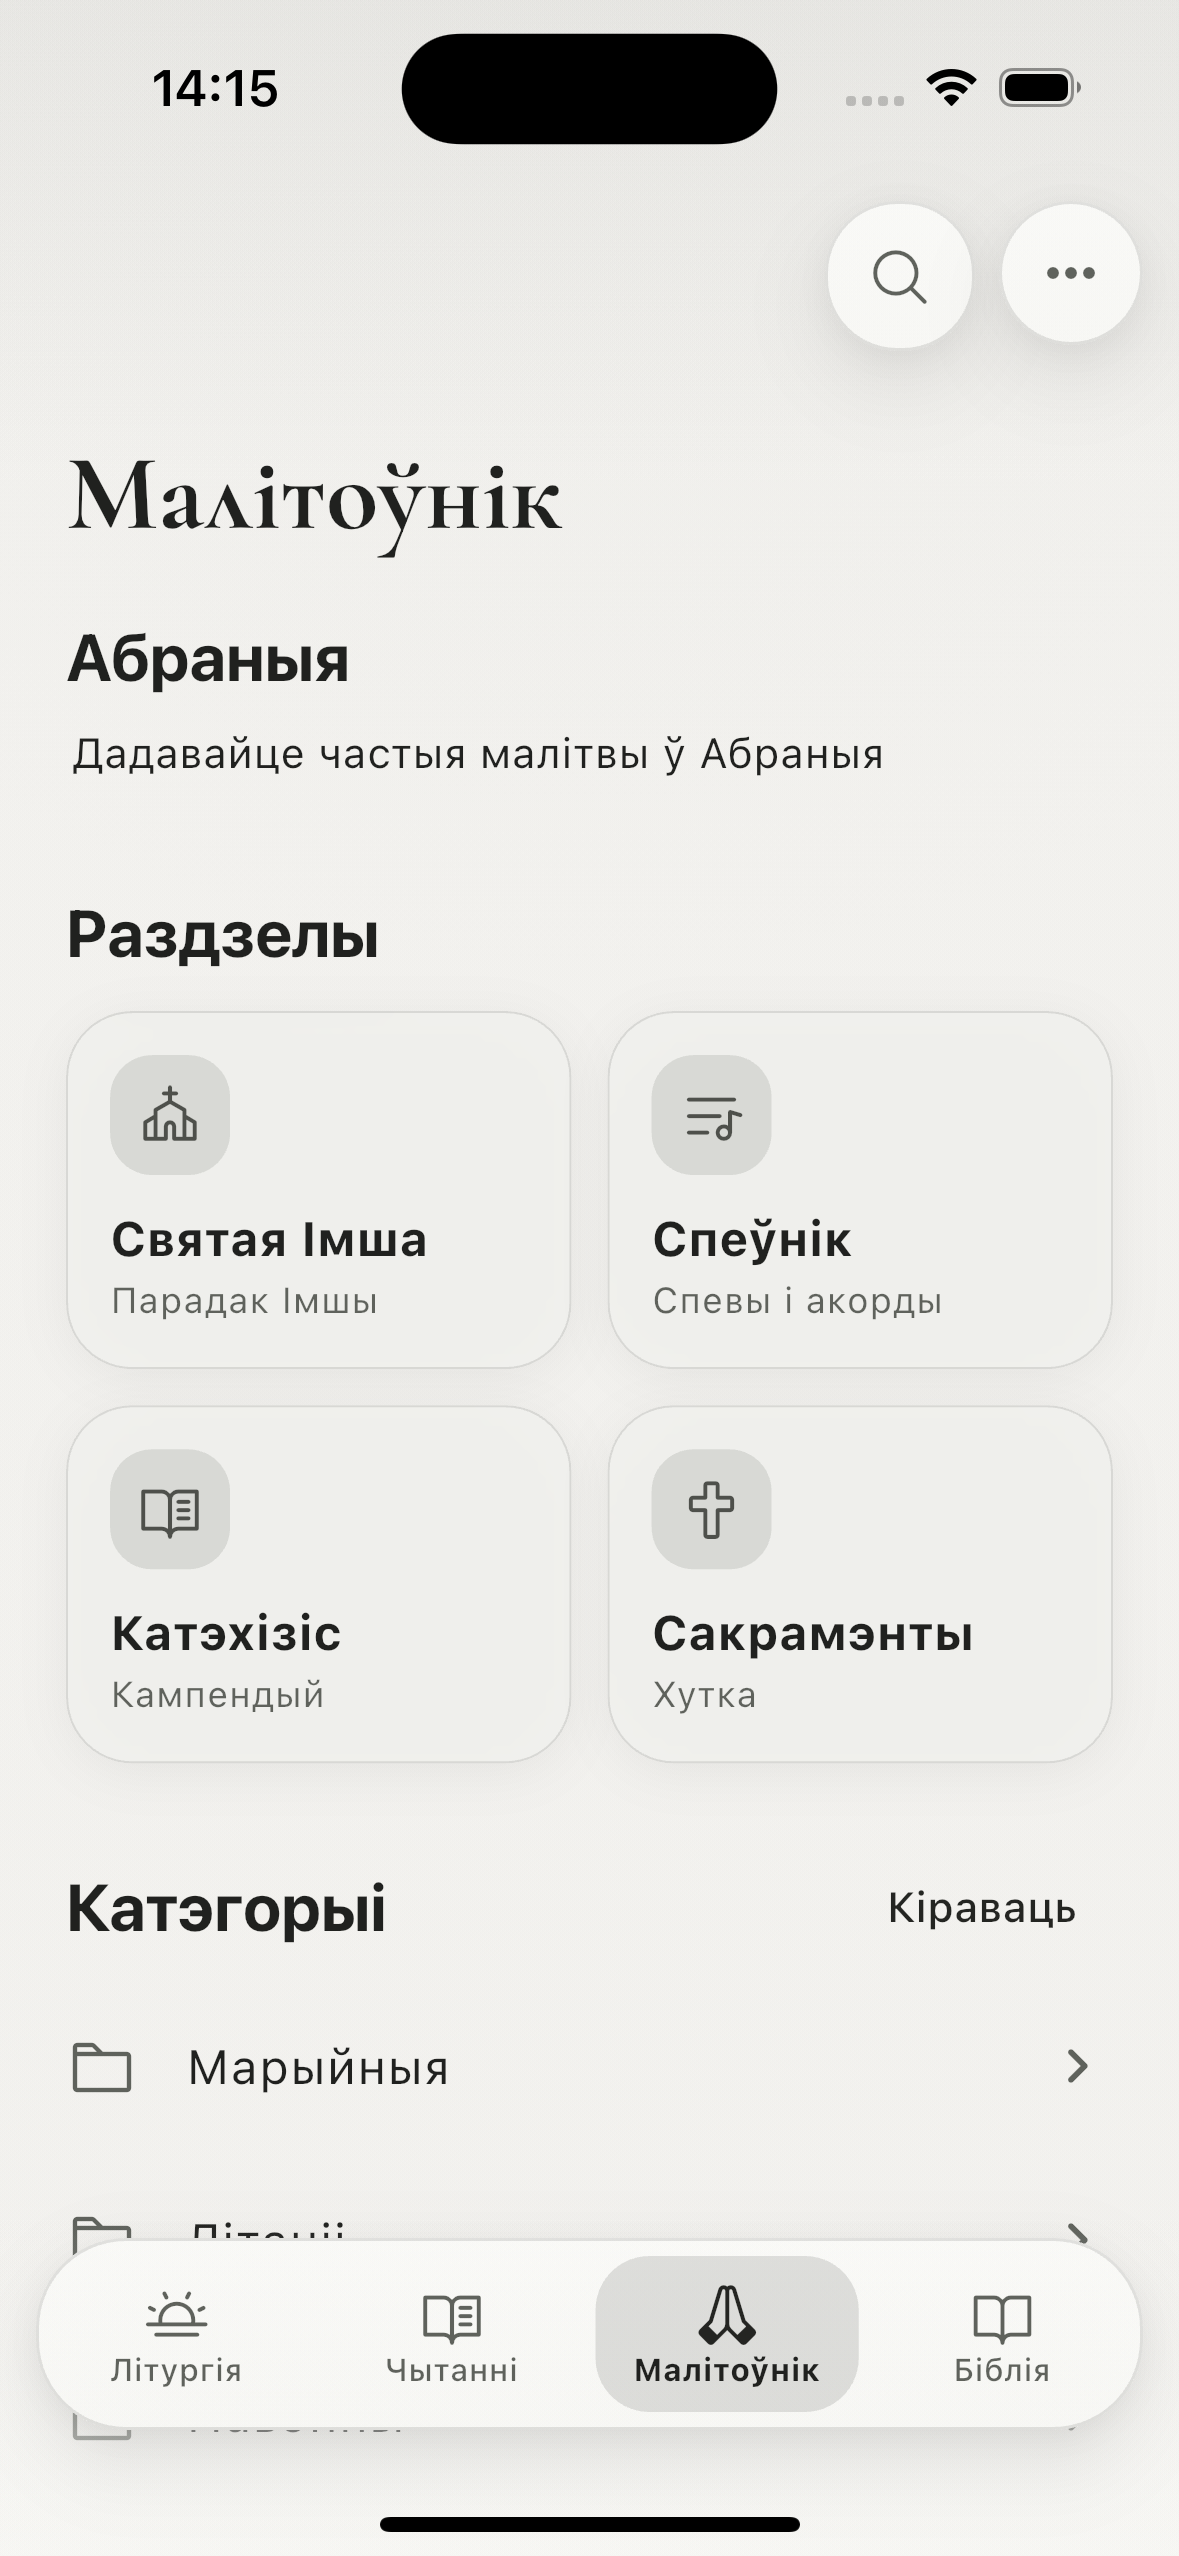 14:15
Малітоўнік
Абраныя
Дадавайце частыя малітвы ў Абраныя
Раздзелы
Святая Імша
Парадак Імшы
Спеўнік
Спевы і акорды
Катэхізіс
Кампендый
Сакрамэнты
Хутка
Катэгорыі
Кіраваць
Марыйныя
Літургія
Чытанні
Малітоўнік
Біблія